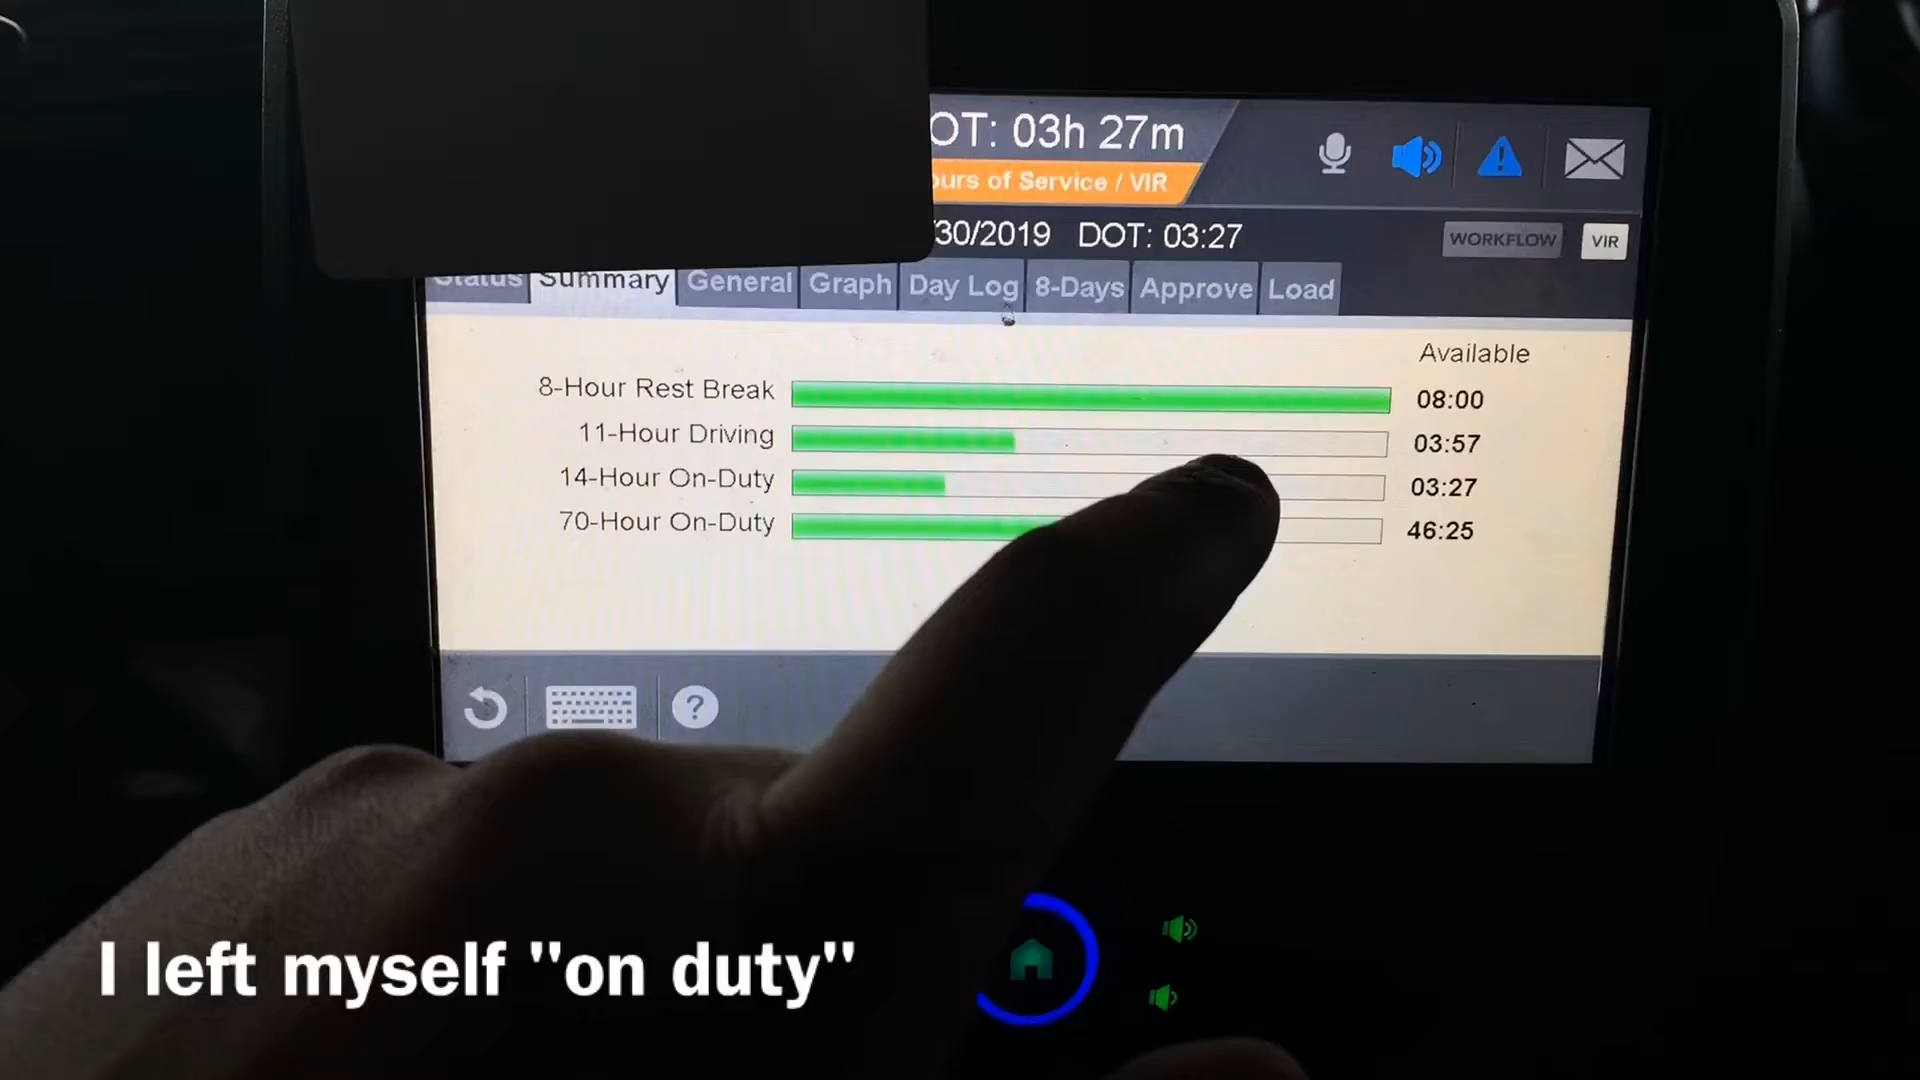 OT: 03h 27m
ours of Service / VIR
/30/2019 DOT: 03:27
WORKFLOW
VIR
Status Summary General Graph Day Log 8-Days Approve Load
Available
8-Hour Rest Break 08:00
11-Hour Driving 03:57
14-Hour On-Duty 03:27
70-Hour On-Duty 46:25
?
I left myself "on duty"